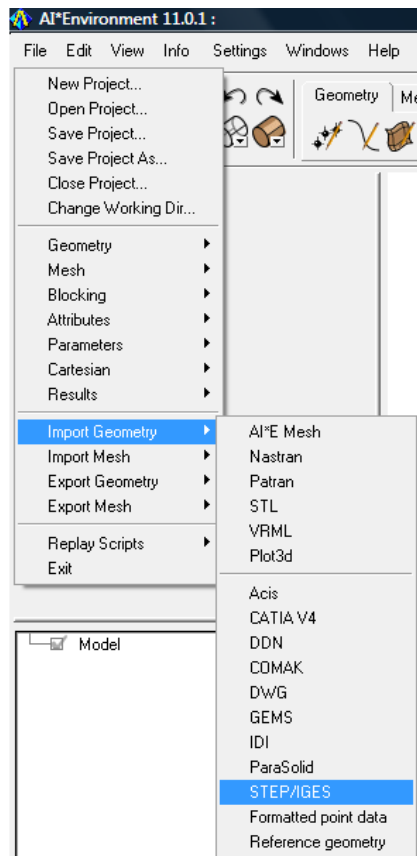 AI*Environment 11.0.1 :
File Edit View Info Settings Windows Help
New Project...
Open Project...
Save Project...
Save Project As...
Close Project...
Change Working Dir...
Geometry
Mesh
Blocking
Attributes
Parameters
Cartesian
Results
Import Geometry
Import Mesh
Export Geometry
Export Mesh
Replay Scripts
Exit
Geometry Me
AI*E Mesh
Nastran
Patran
STL
VRML
Plot3d
Acis
CATIA V4
DDN
COMAK
DWG
GEMS
IDI
ParaSolid
STEP/IGES
Formatted point data
Reference geometry
Model